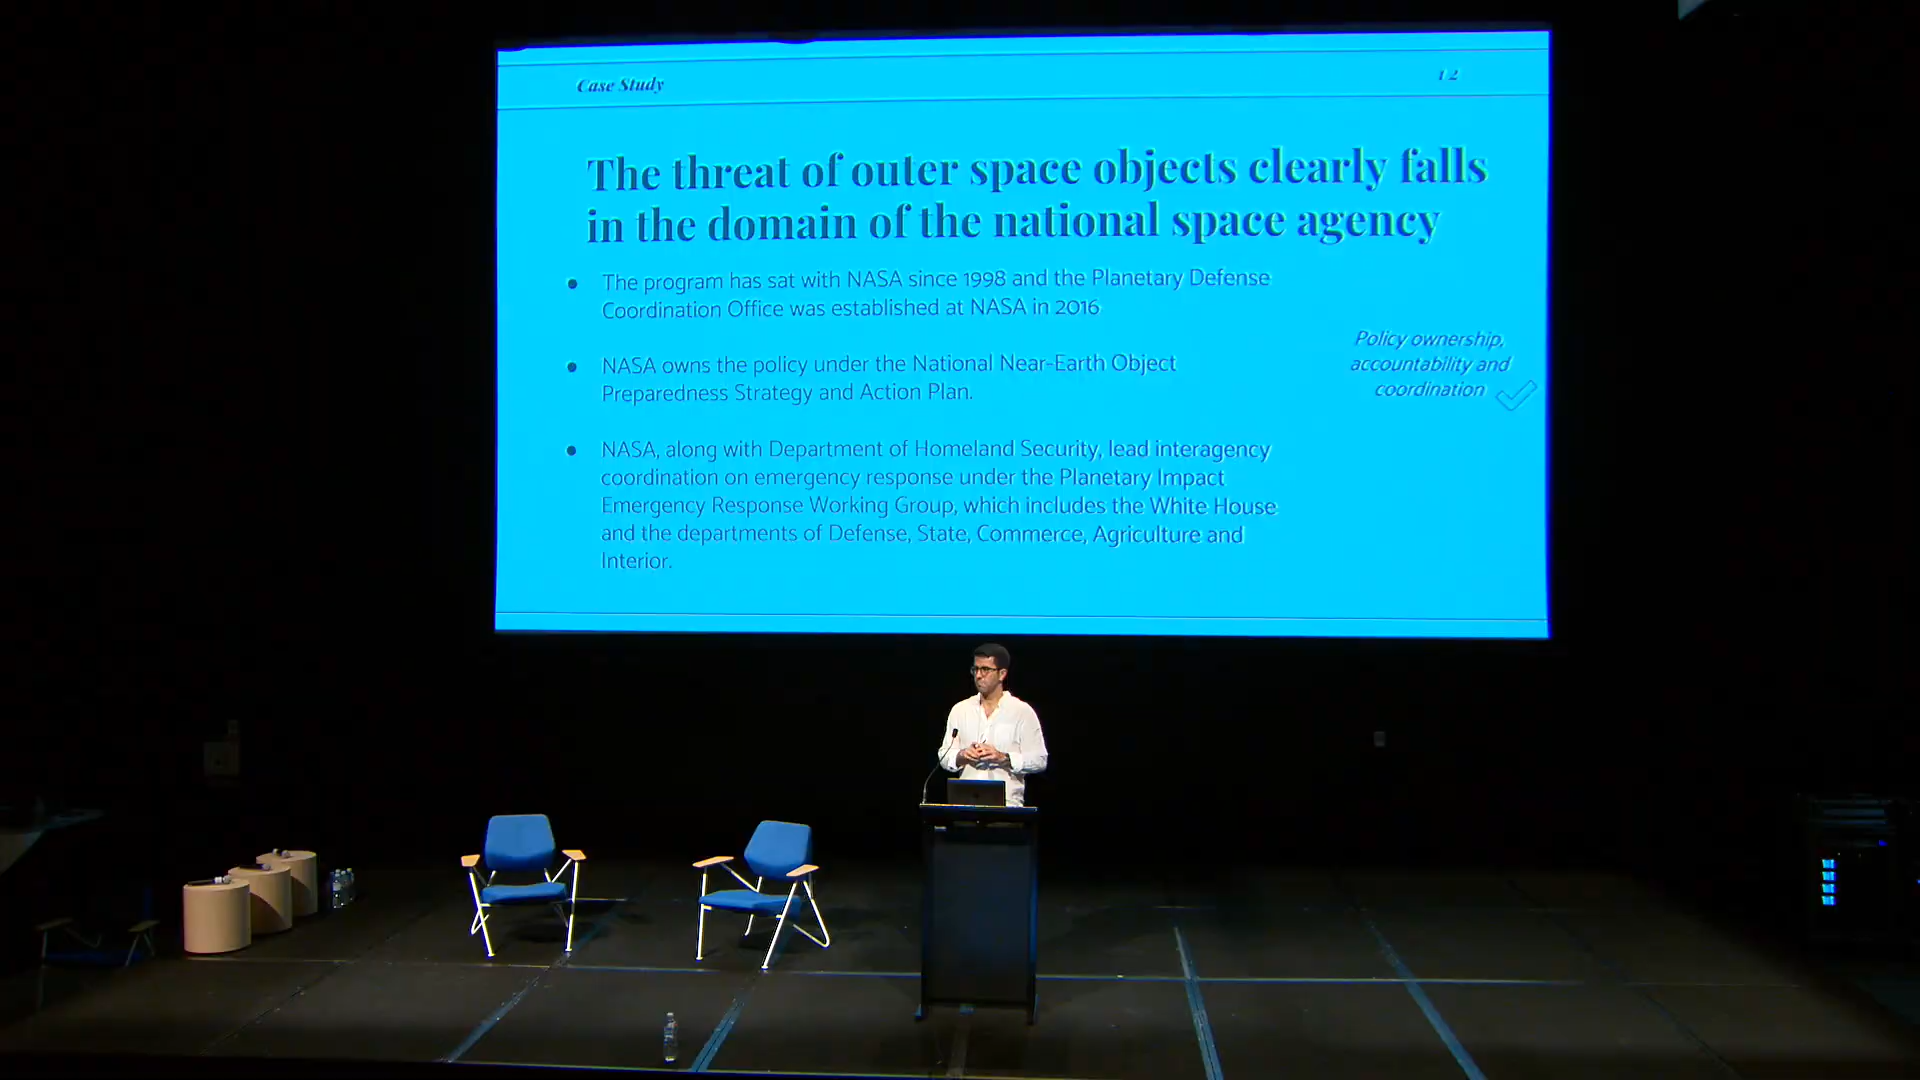 Case Study
12
The threat of outer space objects clearly falls
in the domain of the national space agency
● The program has sat with NASA since 1998 and the Planetary Defense
Coordination Office was established at NASA in 2016
● NASA owns the policy under the National Near-Earth Object
Preparedness Strategy and Action Plan.
● NASA, along with Department of Homeland Security, lead interagency
coordination on emergency response under the Planetary Impact
Emergency Response Working Group, which includes the White House
and the departments of Defense, State, Commerce, Agriculture and
Interior.
Policy ownership,
accountability and
coordination